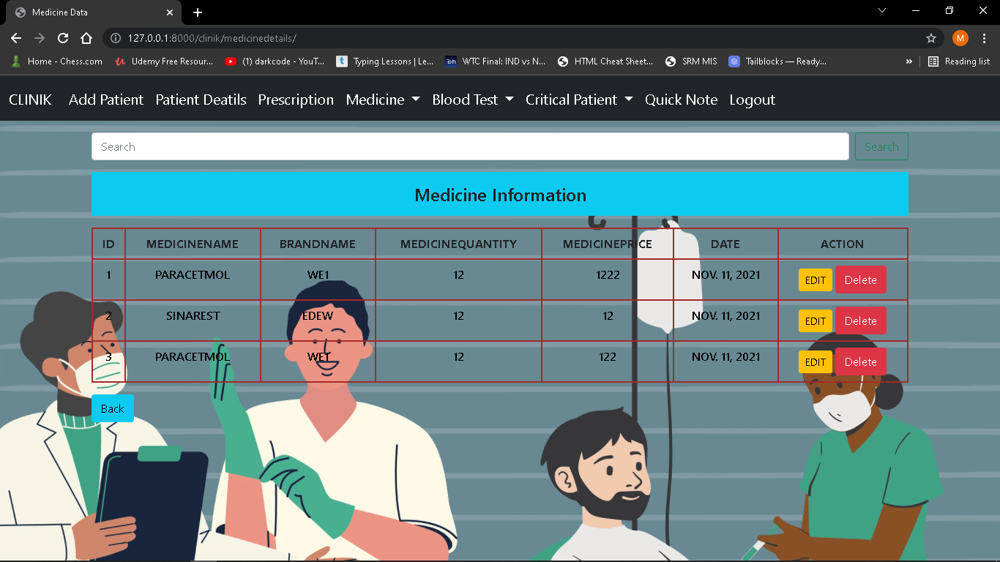 Medicine Data
127.0.0.1:8000/clinik/medicinedetails/
M
Home - Chess.com Udemy Free Resour... (1) darkcode - YouT... Typing Lessons | Le... WTC Final: IND vs N... HTML Cheat Sheet... SRM MIS Tailblocks — Ready... » Reading list
CLINIK Add Patient Patient Deatils Prescription Medicine Blood Test Critical Patient Quick Note Logout
Search Search
Medicine Information
ID MEDICINENAME BRANDNAME MEDICINEQUANTITY MEDICINEPRICE DATE ACTION
1 PARACETMOL WE1 12 1222 NOV. 11, 2021 EDIT Delete
2 SINAREST EDEW 12 12 NOV. 11, 2021 EDIT Delete
3 PARACETMOL WE1 12 122 NOV. 11, 2021 EDIT Delete
Back